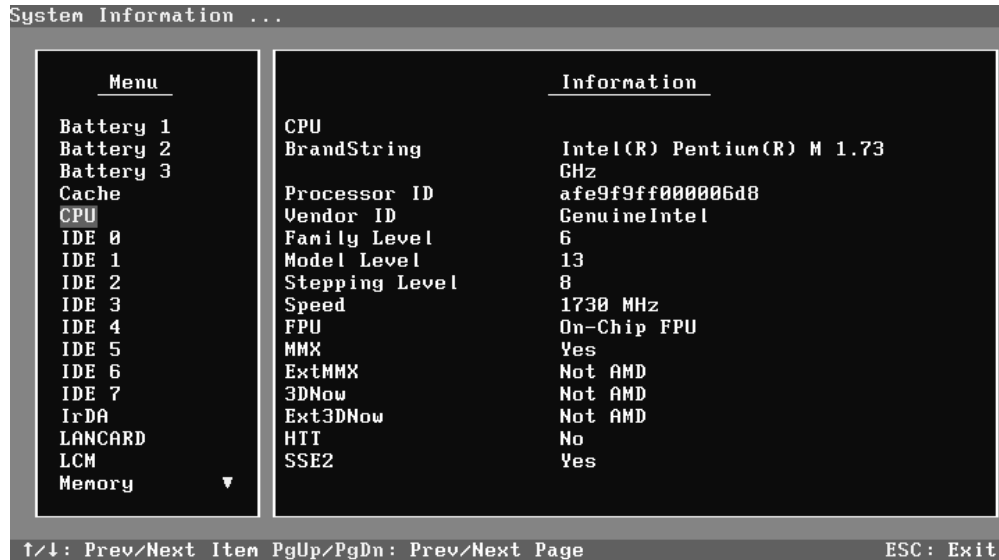 System Information ...
Menu
Battery 1
Battery 2
Battery 3
Cache
CPU
IDE 0
IDE 1
IDE 2
IDE 3
IDE 4
IDE 5
IDE 6
IDE 7
IrDA
LANCARD
LCM
Memory ▼
Information
CPU
BrandString Intel(R) Pentium(R) M 1.73
GHz
Processor ID afe9f9ff000006d8
Vendor ID GenuineIntel
Family Level 6
Model Level 13
Stepping Level 8
Speed 1730 MHz
FPU On-Chip FPU
MMX Yes
ExtMMX Not AMD
3DNow Not AMD
Ext3DNow Not AMD
HTT No
SSE2 Yes
↑/↓: Prev/Next Item PgUp/PgDn: Prev/Next Page ESC: Exit